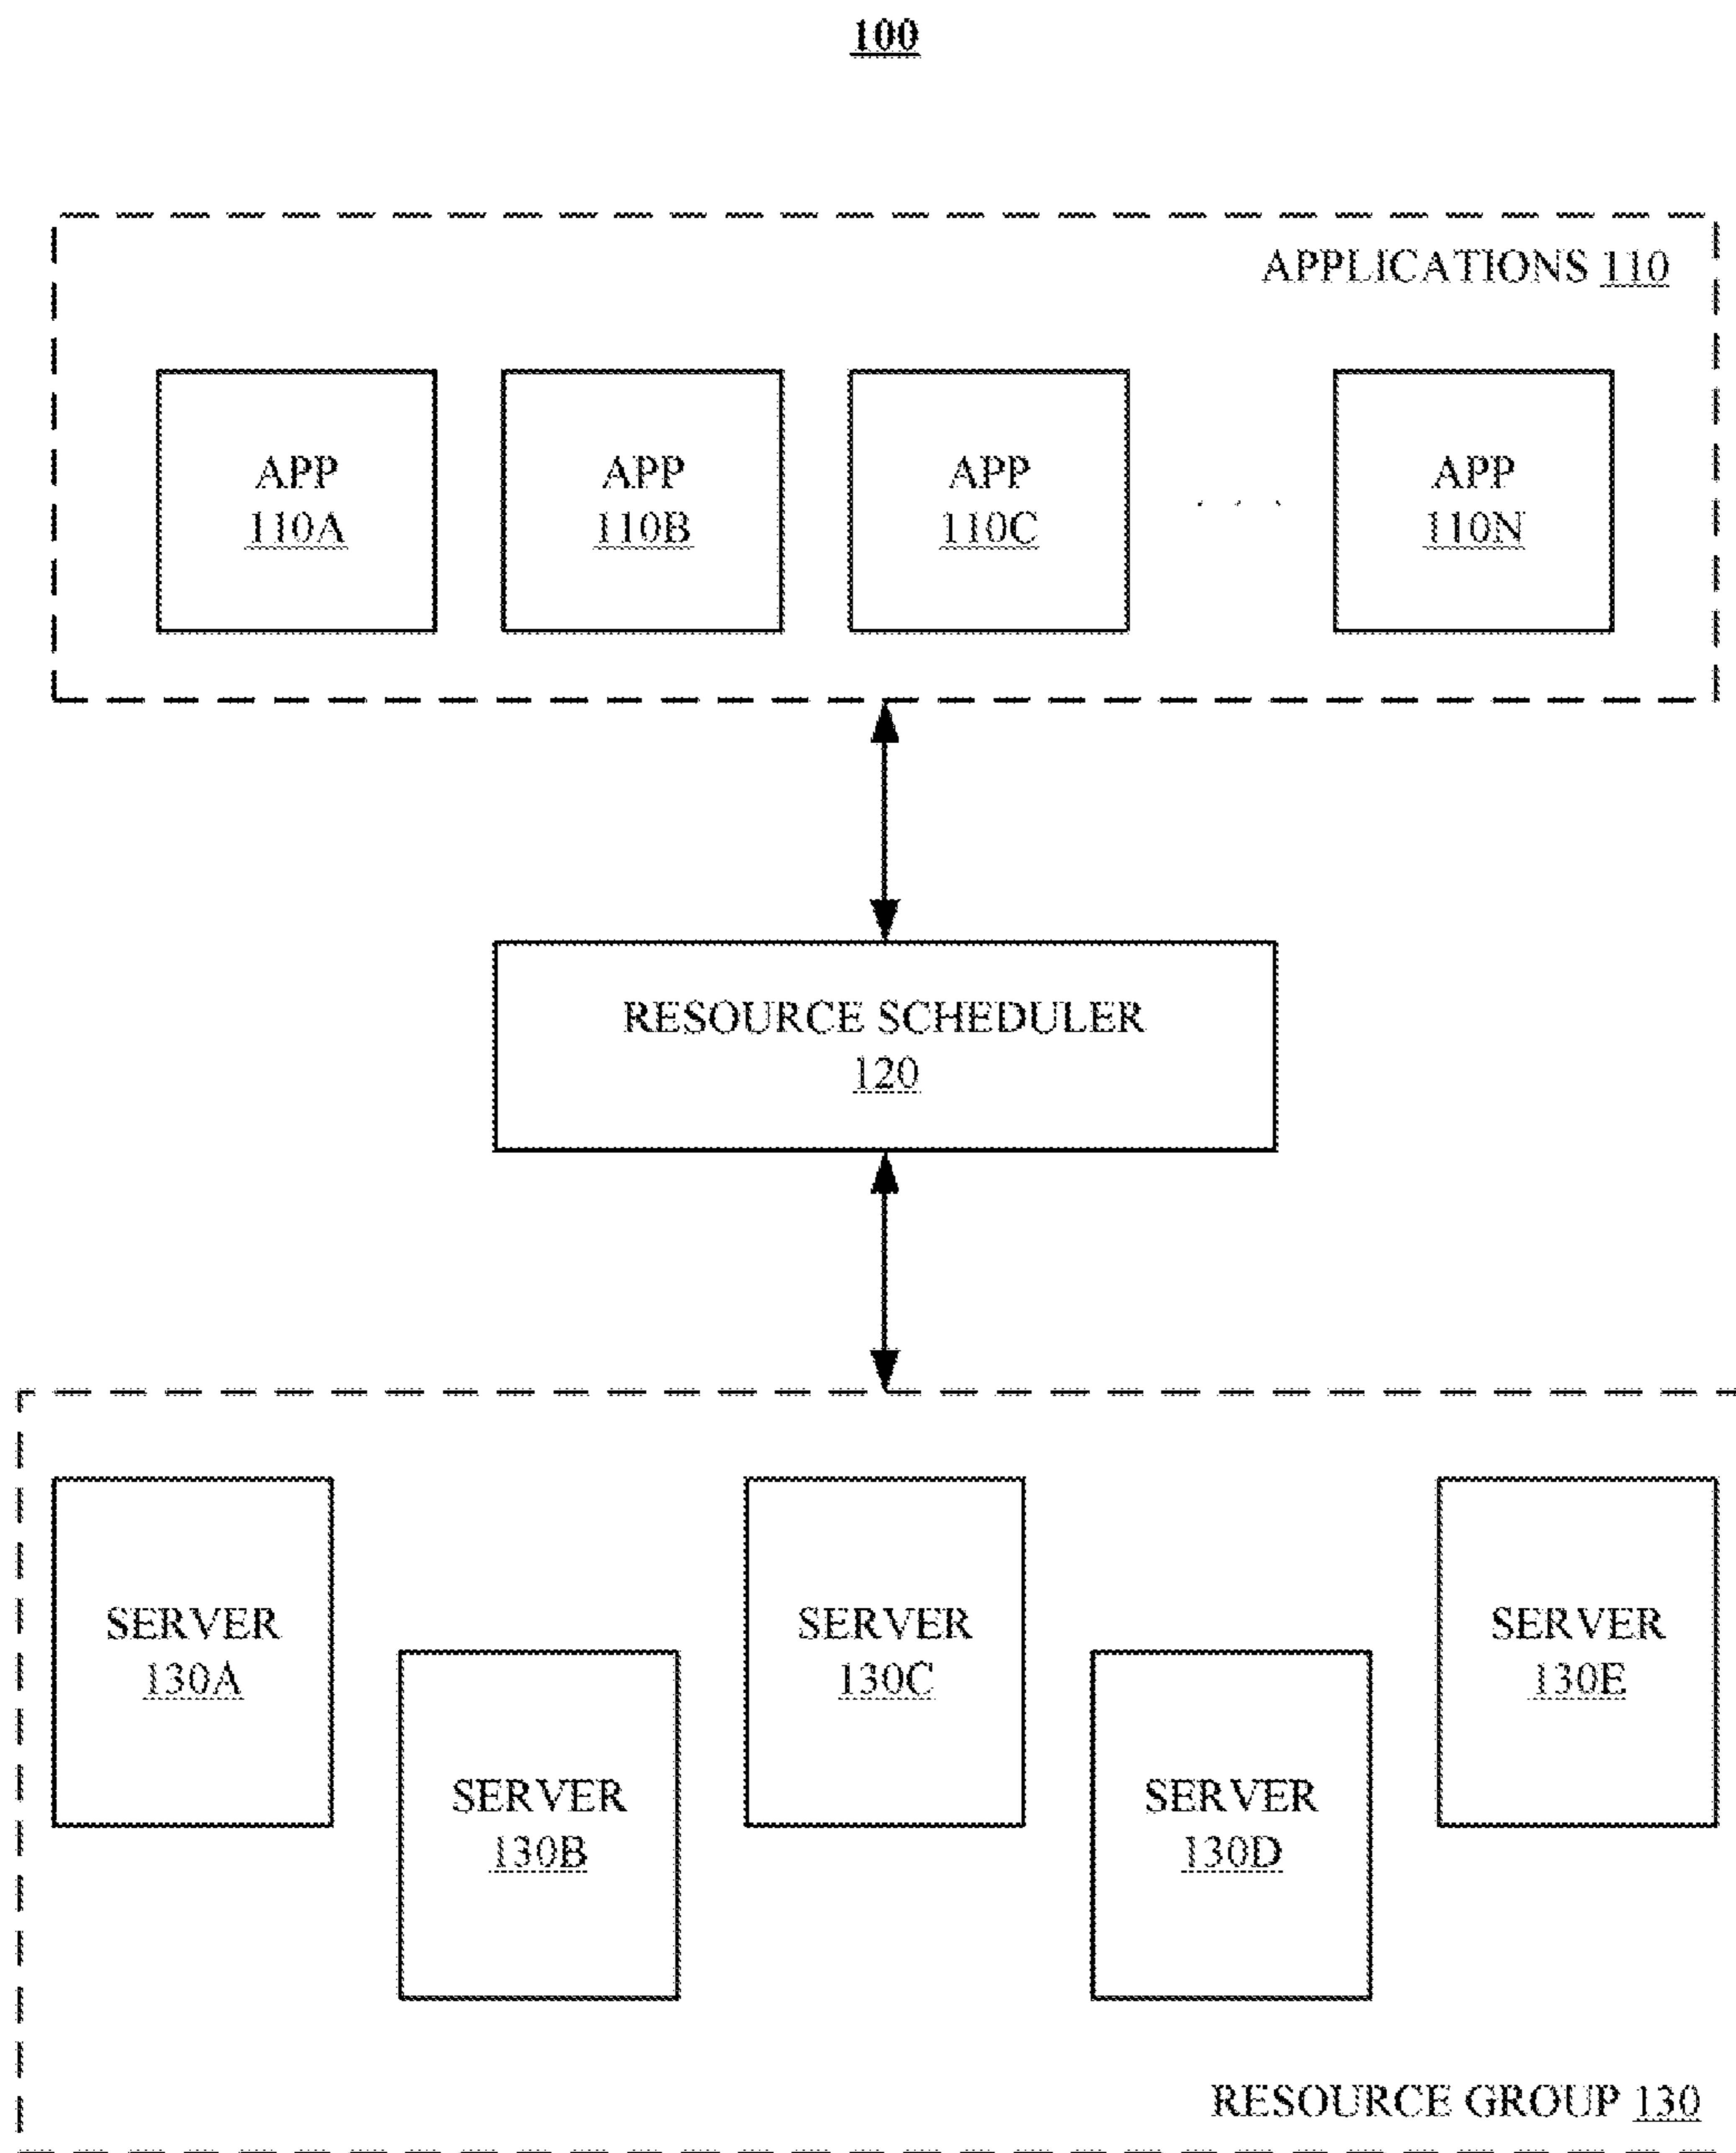 100
APPLICATIONS 110
APP
110A
APP
110B
APP
110C
. . .
APP
110N
RESOURCE SCHEDULER
120
SERVER
130A
SERVER
130B
SERVER
130C
SERVER
130D
SERVER
130E
RESOURCE GROUP 130